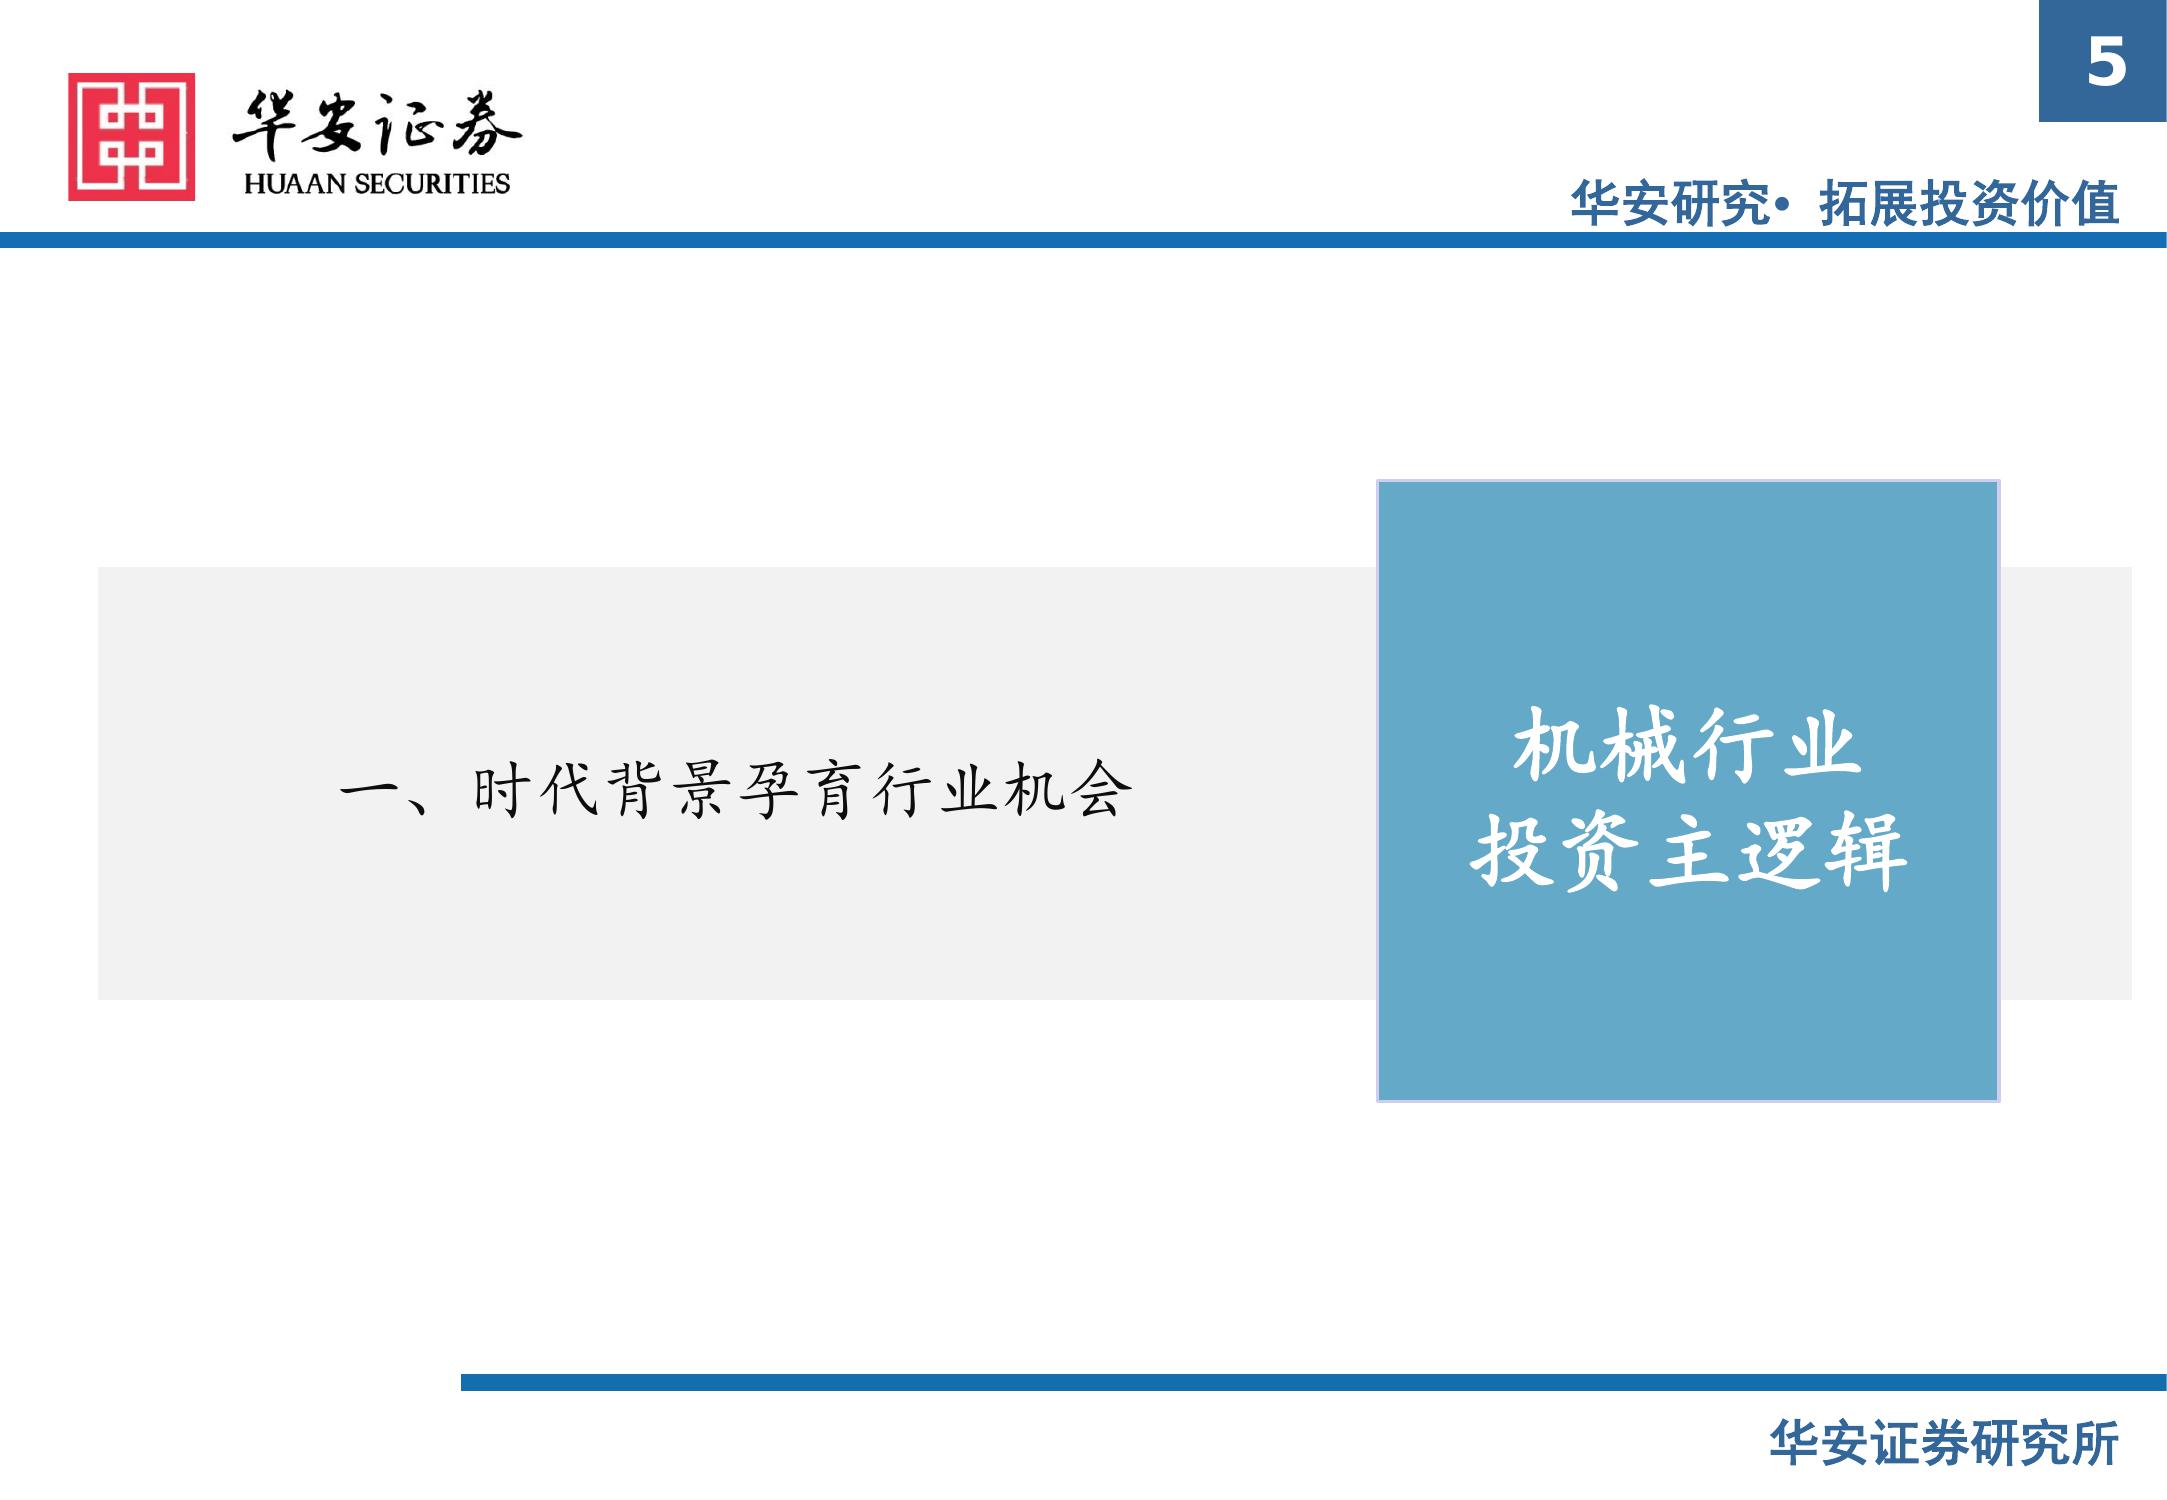 5
华安证券
HUAAN SECURITIES
华安研究• 拓展投资价值
一、时代背景孕育行业机会
机械行业
投资主逻辑
华安证券研究所